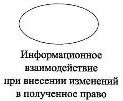 Информационное
взаимодействие
при внесении изменений
в полученное право